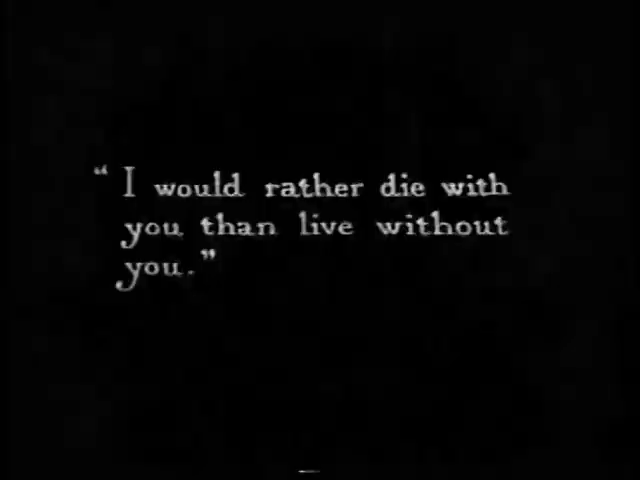 “ I would rather die with
you than live without
you.”